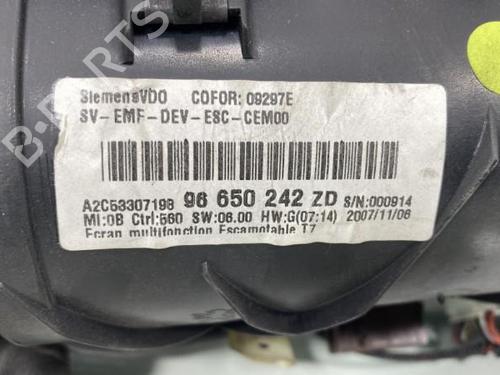 B-PARTS
SiemensVDO COFOR: 09297E
SV-EMF-DEV-ESC-CEM00
A2C53307198 96 650 242 ZD S/N:000914
MI:0B Ctrl:560 SW:06.00 HW:G(07:14) 2007/11/06
Ecran multifonction Escamotable T7